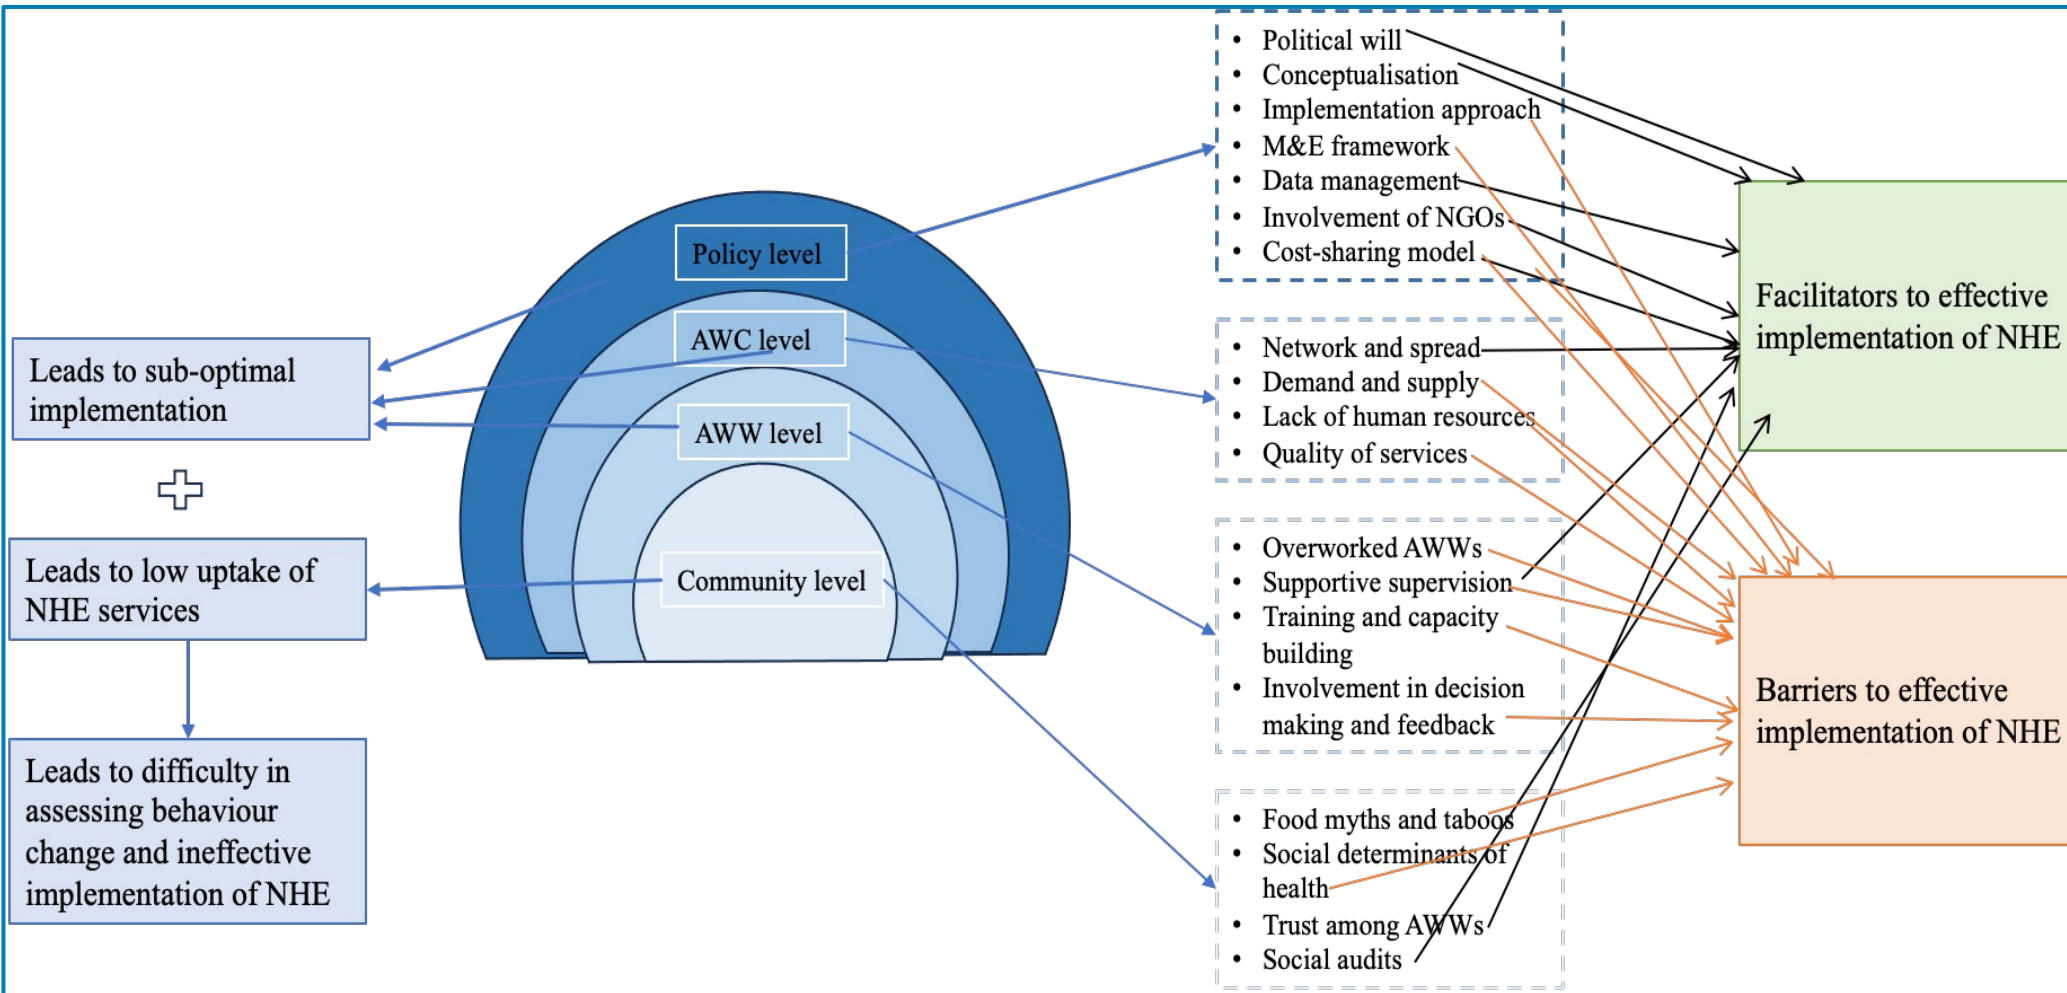 Leads to sub-optimal
implementation
Leads to low uptake of
NHE services
Leads to difficulty in
assessing behaviour
change and ineffective
implementation of NHE
Policy level
AWC level
AWW level
Community level
• Political will
• Conceptualisation
• Implementation approach
• M&E framework
• Data management
• Involvement of NGOs
• Cost-sharing model
• Network and spread
• Demand and supply
• Lack of human resources
• Quality of services
• Overworked AWWs
• Supportive supervision
• Training and capacity
building
• Involvement in decision
making and feedback
• Food myths and taboos
• Social determinants of
health
• Trust among AWWs
• Social audits
Facilitators to effective
implementation of NHE
Barriers to effective
implementation of NHE